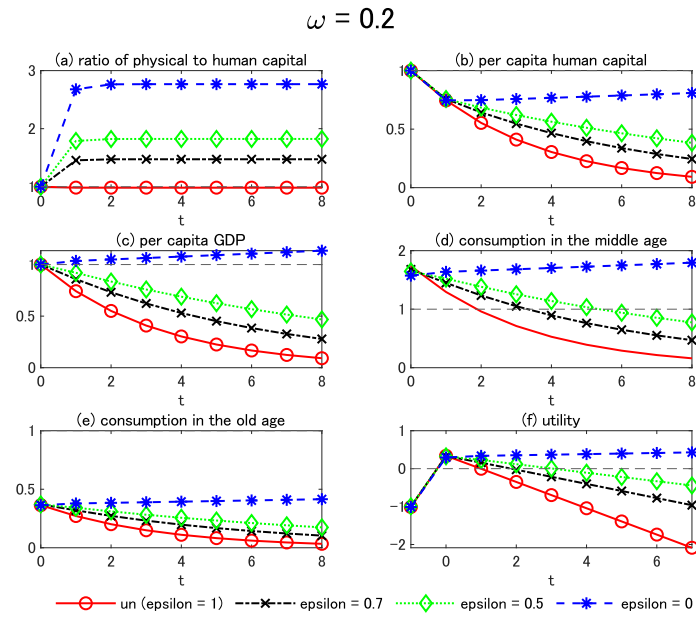 ω = 0.2
(a) ratio of physical to human capital
3
2
1
0 2 4 6 8
t
(b) per capita human capital
1
0.5
0
0 2 4 6 8
t
(c) per capita GDP
1
0.5
0
0 2 4 6 8
t
(d) consumption in the middle age
2
1
0
0 2 4 6 8
t
(e) consumption in the old age
1
0.5
0
0 2 4 6 8
t
(f) utility
1
0
-1
-2
0 2 4 6
t
un (epsilon = 1) epsilon = 0.7 epsilon = 0.5 epsilon = 0